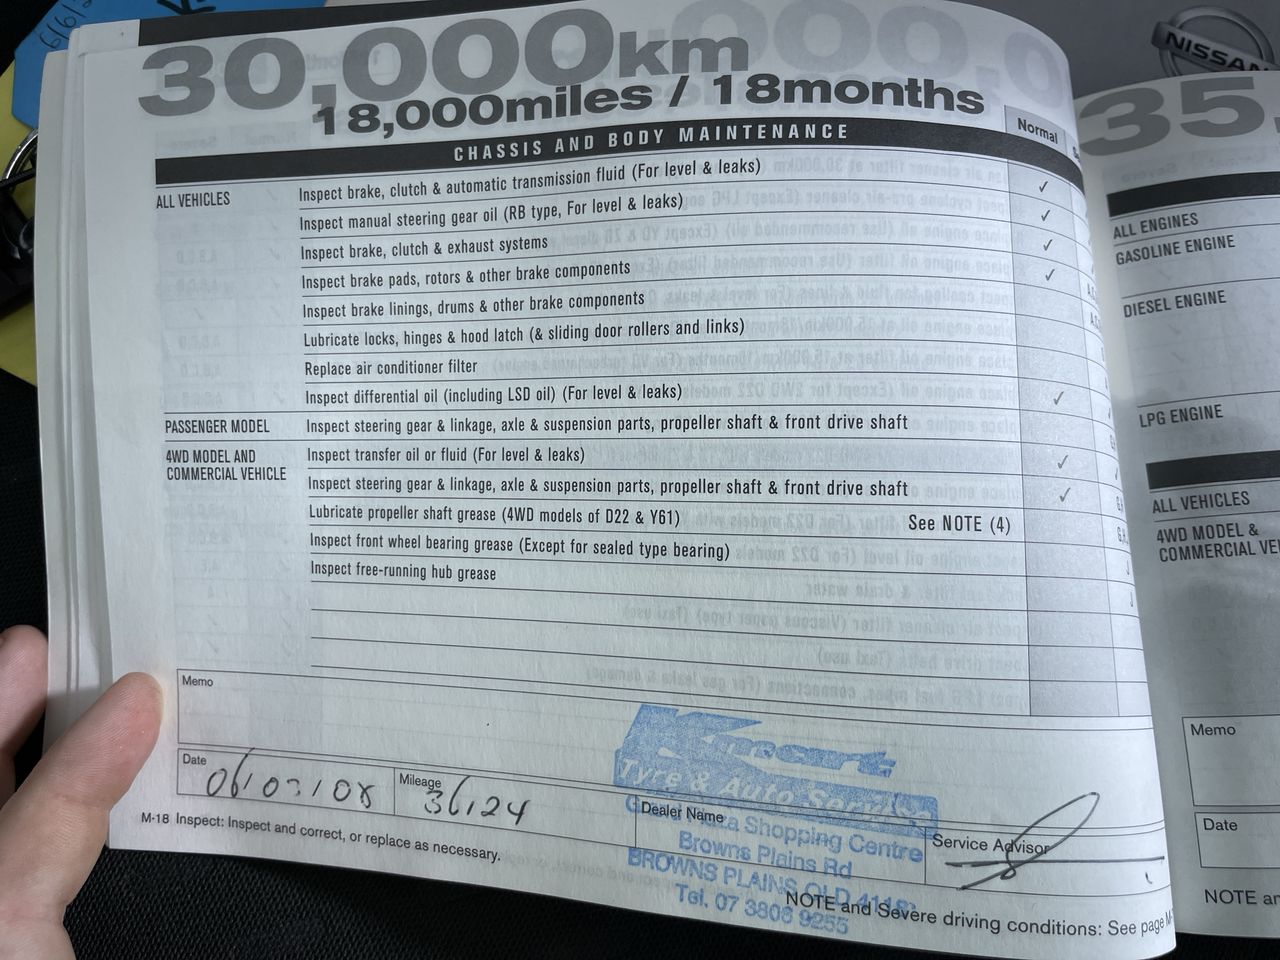 NISSAN
30,000km
18,000miles / 18months
CHASSIS AND BODY MAINTENANCE
Normal
ALL VEHICLES
Inspect brake, clutch & automatic transmission fluid (For level & leaks) ✓
Inspect manual steering gear oil (RB type, For level & leaks) ✓
Inspect brake, clutch & exhaust systems ✓
Inspect brake pads, rotors & other brake components ✓
Inspect brake linings, drums & other brake components
Lubricate locks, hinges & hood latch (& sliding door rollers and links)
Replace air conditioner filter
Inspect differential oil (including LSD oil) (For level & leaks) ✓
PASSENGER MODEL
Inspect steering gear & linkage, axle & suspension parts, propeller shaft & front drive shaft
4WD MODEL AND
COMMERCIAL VEHICLE
Inspect transfer oil or fluid (For level & leaks) ✓
Inspect steering gear & linkage, axle & suspension parts, propeller shaft & front drive shaft ✓
Lubricate propeller shaft grease (4WD models of D22 & Y61) See NOTE (4)
Inspect front wheel bearing grease (Except for sealed type bearing)
Inspect free-running hub grease
Memo
Date
Mileage
36124
Dealer Name
Service Advisor
Kmart
Tyre & Auto Service
Plaza Shopping Centre
Browns Plains Rd
BROWNS PLAINS QLD 4118
Tel. 07 3806 9255
M-18 Inspect: Inspect and correct, or replace as necessary.
NOTE and Severe driving conditions: See page
35
ALL ENGINES
GASOLINE ENGINE
DIESEL ENGINE
LPG ENGINE
ALL VEHICLES
4WD MODEL &
COMMERCIAL
Memo
Date
NOTE